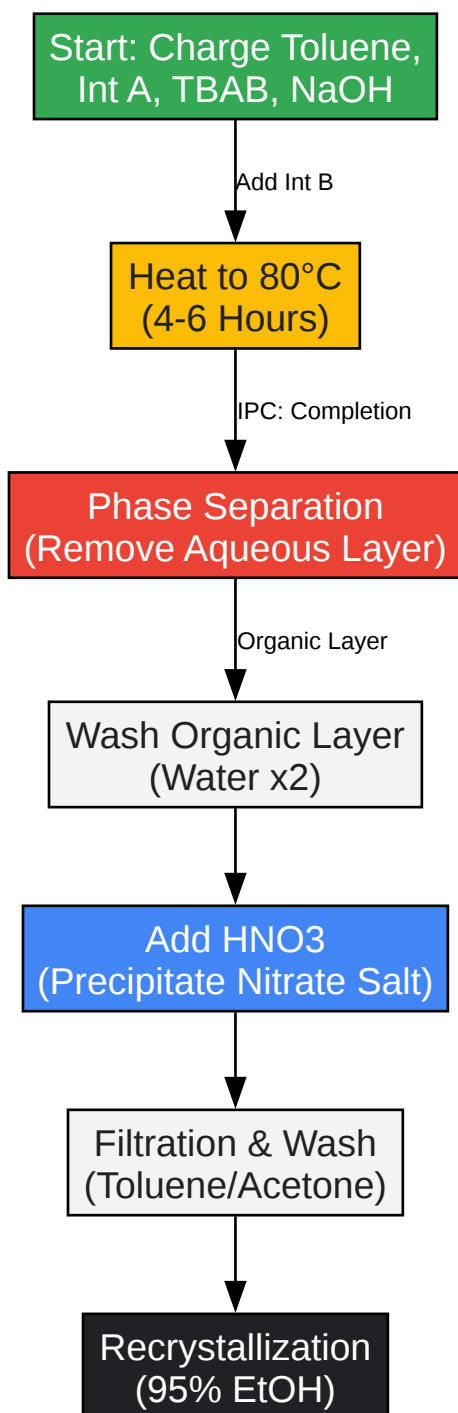 Start: Charge Toluene,
Int A, TBAB, NaOH
Add Int B
Heat to 80°C
(4-6 Hours)
IPC: Completion
Phase Separation
(Remove Aqueous Layer)
Organic Layer
Wash Organic Layer
(Water x2)
Add HNO3
(Precipitate Nitrate Salt)
Filtration & Wash
(Toluene/Acetone)
Recrystallization
(95% EtOH)